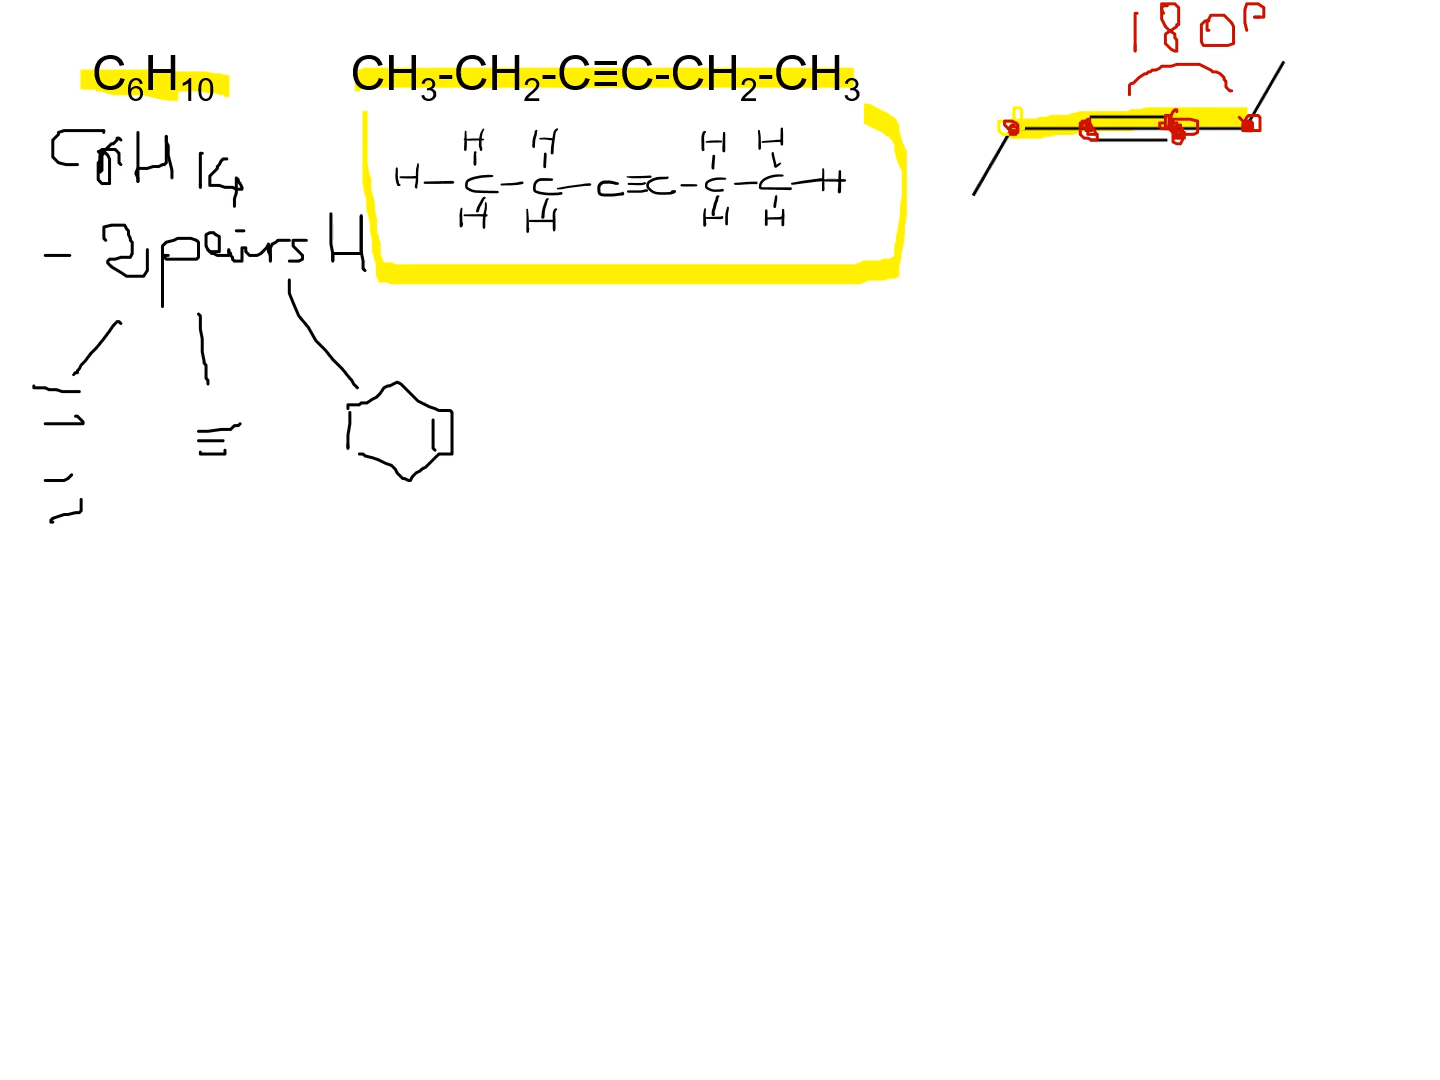 C6H10
CH3-CH2-C≡C-CH2-CH3
180°
C6H14
- 2 pairs H
H H H H
H-C-C-C≡C-C-C-H
H H H H